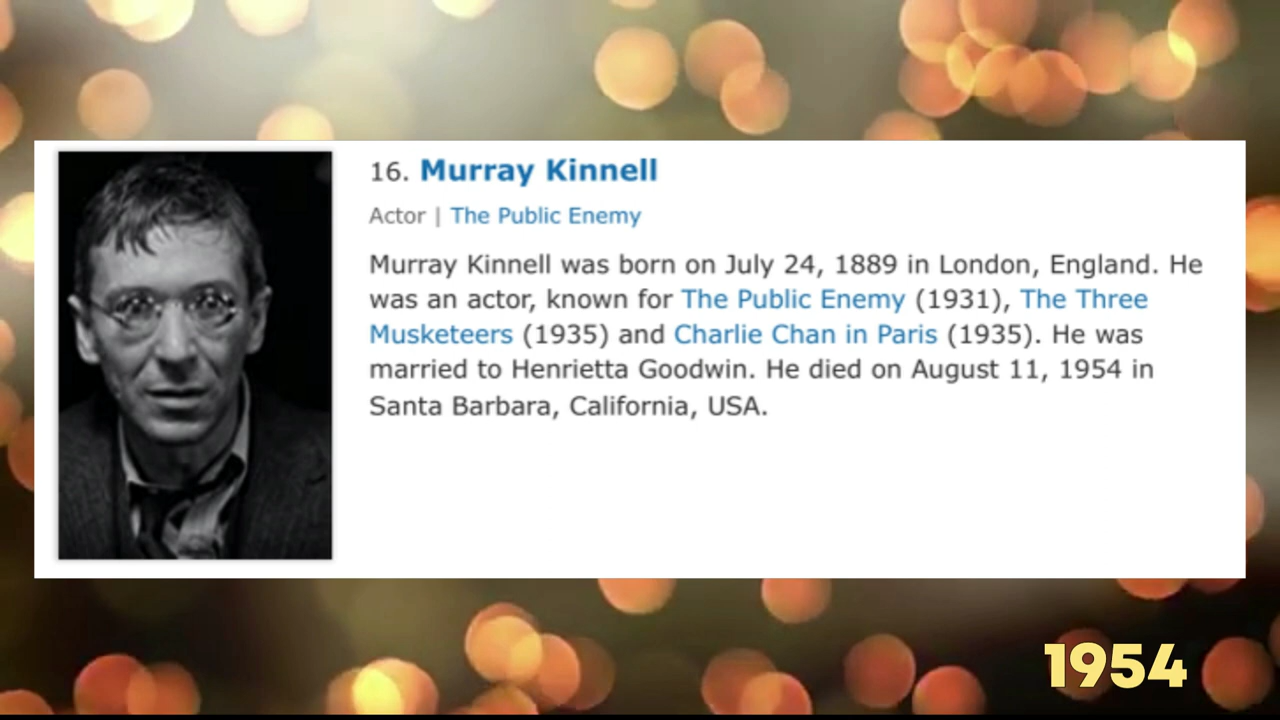 16. Murray Kinnell
Actor | The Public Enemy
Murray Kinnell was born on July 24, 1889 in London, England. He
was an actor, known for The Public Enemy (1931), The Three
Musketeers (1935) and Charlie Chan in Paris (1935). He was
married to Henrietta Goodwin. He died on August 11, 1954 in
Santa Barbara, California, USA.
1954